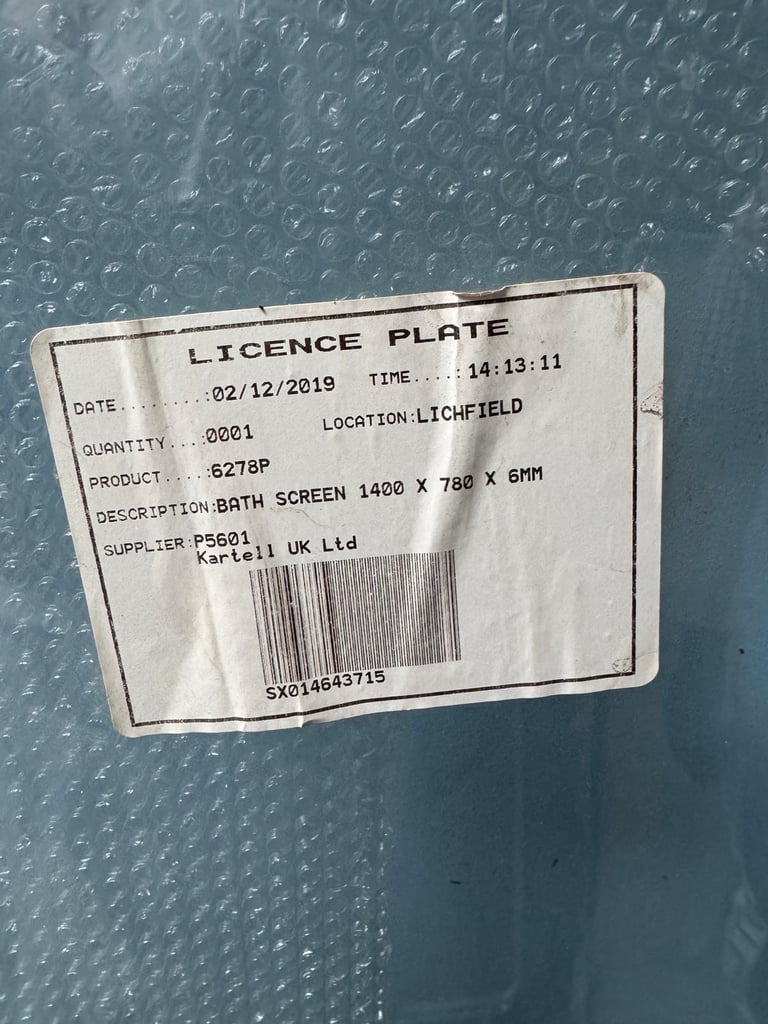 LICENCE PLATE
DATE........:02/12/2019 TIME....:14:13:11
QUANTITY....:0001 LOCATION:LICHFIELD
PRODUCT.....:6278P
DESCRIPTION:BATH SCREEN 1400 X 780 X 6MM
SUPPLIER:P5601
Kartell UK Ltd
SX014643715